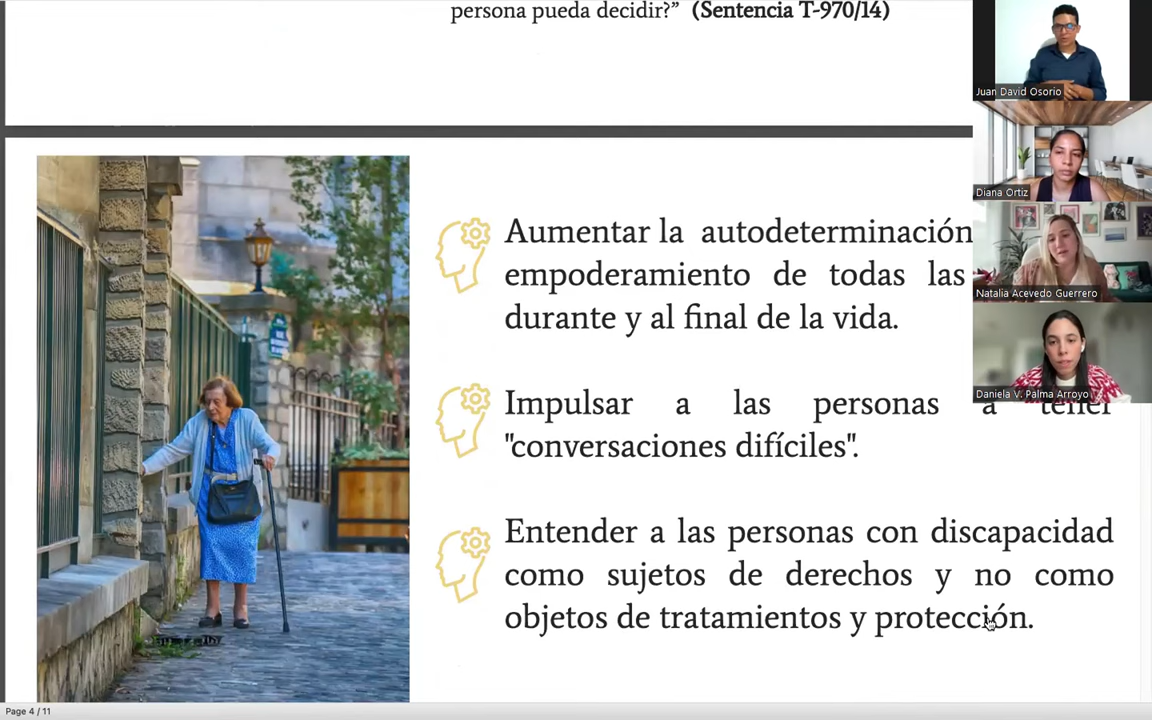 persona pueda decidir?” (Sentencia T-970/14)
Juan David Osorio
Diana Ortiz
Natalia Acevedo Guerrero
Daniela V. Palma Arroyo
Aumentar la autodeterminación
empoderamiento de todas las
durante y al final de la vida.
Impulsar a las personas a tener
"conversaciones difíciles".
Entender a las personas con discapacidad
como sujetos de derechos y no como
objetos de tratamientos y protección.
Page 4 / 11